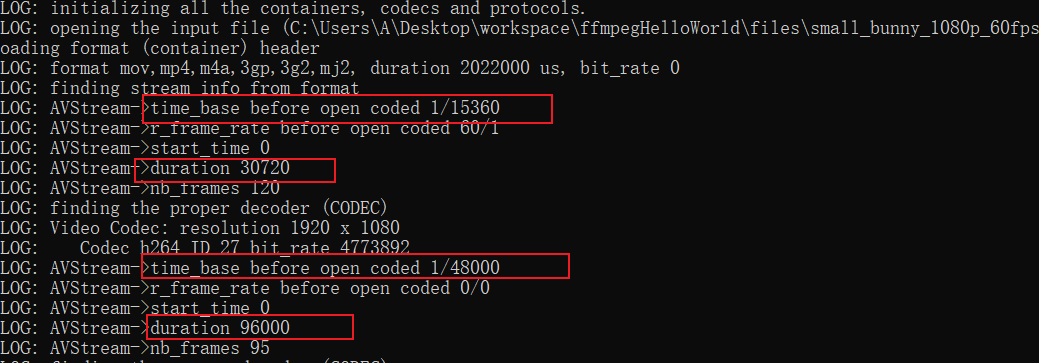 LOG: initializing all the containers, codecs and protocols.
LOG: opening the input file (C:\Users\A\Desktop\workspace\ffmpegHelloWorld\files\small_bunny_1080p_60fps
oading format (container) header
LOG: format mov,mp4,m4a,3gp,3g2,mj2, duration 2022000 us, bit_rate 0
LOG: finding stream info from format
LOG: AVStream->time_base before open coded 1/15360
LOG: AVStream->r_frame_rate before open coded 60/1
LOG: AVStream->start_time 0
LOG: AVStream->duration 30720
LOG: AVStream->nb_frames 120
LOG: finding the proper decoder (CODEC)
LOG: Video Codec: resolution 1920 x 1080
LOG: Codec h264 ID 27 bit_rate 4773892
LOG: AVStream->time_base before open coded 1/48000
LOG: AVStream->r_frame_rate before open coded 0/0
LOG: AVStream->start_time 0
LOG: AVStream->duration 96000
LOG: AVStream->nb_frames 95
LOG: finding the proper decoder (CODEC)